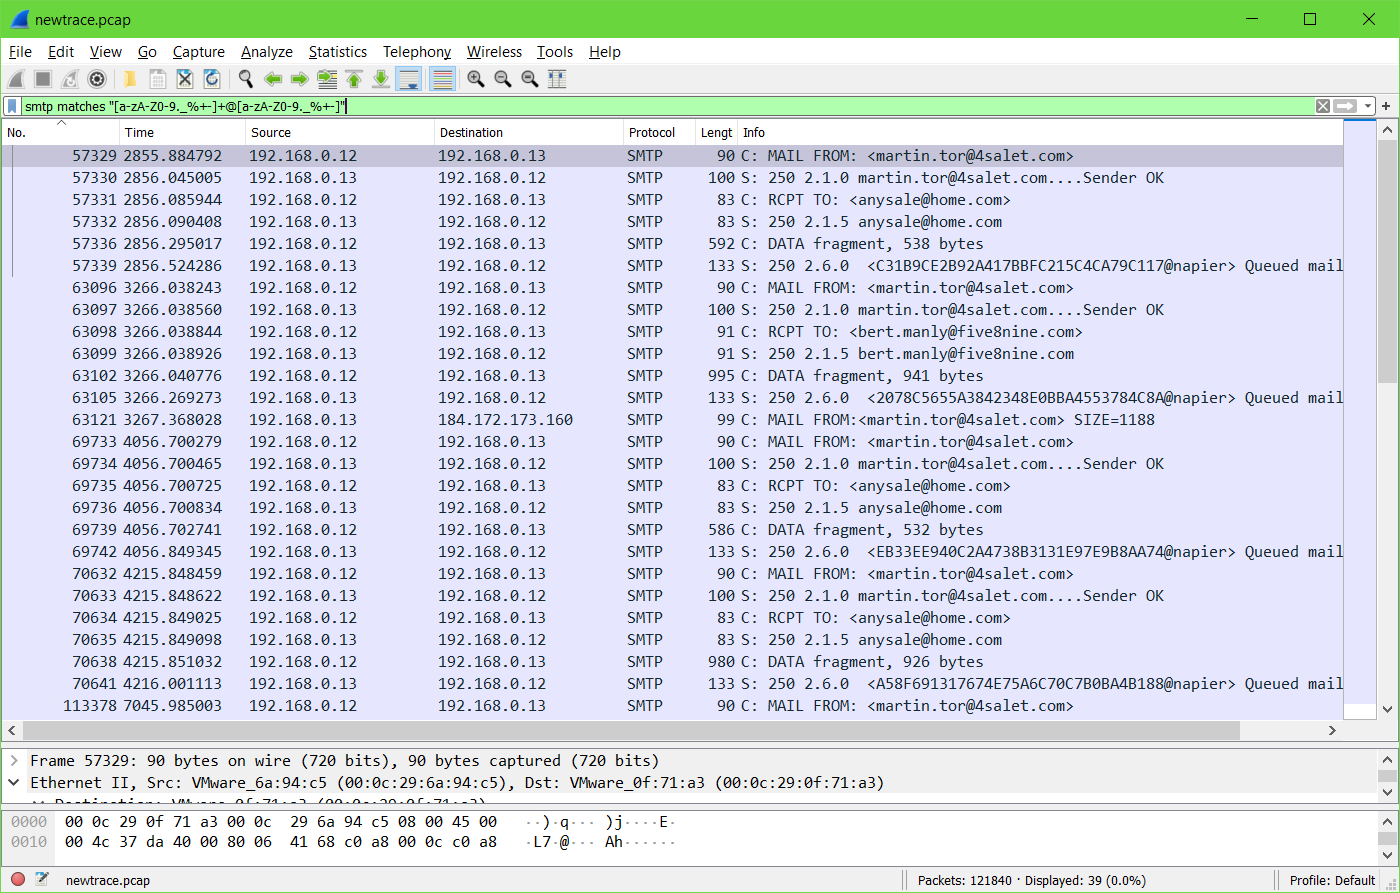 newtrace.pcap
File Edit View Go Capture Analyze Statistics Telephony Wireless Tools Help
smtp matches "[a-zA-Z0-9._%+-]+@[a-zA-Z0-9._%+-]"
No. Time Source Destination Protocol Lengt Info
57329 2855.884792 192.168.0.12 192.168.0.13 SMTP 90 C: MAIL FROM: <martin.tor@4salet.com>
57330 2856.045005 192.168.0.13 192.168.0.12 SMTP 100 S: 250 2.1.0 martin.tor@4salet.com....Sender OK
57331 2856.085944 192.168.0.12 192.168.0.13 SMTP 83 C: RCPT TO: <anysale@home.com>
57332 2856.090408 192.168.0.13 192.168.0.12 SMTP 83 S: 250 2.1.5 anysale@home.com
57336 2856.295017 192.168.0.12 192.168.0.13 SMTP 592 C: DATA fragment, 538 bytes
57339 2856.524286 192.168.0.13 192.168.0.12 SMTP 133 S: 250 2.6.0 <C31B9CE2B92A417BBFC215C4CA79C117@napier> Queued mail
63096 3266.038243 192.168.0.12 192.168.0.13 SMTP 90 C: MAIL FROM: <martin.tor@4salet.com>
63097 3266.038560 192.168.0.13 192.168.0.12 SMTP 100 S: 250 2.1.0 martin.tor@4salet.com....Sender OK
63098 3266.038844 192.168.0.12 192.168.0.13 SMTP 91 C: RCPT TO: <bert.manly@five8nine.com>
63099 3266.038926 192.168.0.13 192.168.0.12 SMTP 91 S: 250 2.1.5 bert.manly@five8nine.com
63102 3266.040776 192.168.0.12 192.168.0.13 SMTP 995 C: DATA fragment, 941 bytes
63105 3266.269273 192.168.0.13 192.168.0.12 SMTP 133 S: 250 2.6.0 <2078C5655A3842348E0BBA4553784C8A@napier> Queued mail
63121 3267.368028 192.168.0.13 184.172.173.160 SMTP 99 C: MAIL FROM:<martin.tor@4salet.com> SIZE=1188
69733 4056.700279 192.168.0.12 192.168.0.13 SMTP 90 C: MAIL FROM: <martin.tor@4salet.com>
69734 4056.700465 192.168.0.13 192.168.0.12 SMTP 100 S: 250 2.1.0 martin.tor@4salet.com....Sender OK
69735 4056.700725 192.168.0.12 192.168.0.13 SMTP 83 C: RCPT TO: <anysale@home.com>
69736 4056.700834 192.168.0.13 192.168.0.12 SMTP 83 S: 250 2.1.5 anysale@home.com
69739 4056.702741 192.168.0.12 192.168.0.13 SMTP 586 C: DATA fragment, 532 bytes
69742 4056.849345 192.168.0.13 192.168.0.12 SMTP 133 S: 250 2.6.0 <EB33EE940C2A4738B3131E97E9B8AA74@napier> Queued mail
70632 4215.848459 192.168.0.12 192.168.0.13 SMTP 90 C: MAIL FROM: <martin.tor@4salet.com>
70633 4215.848622 192.168.0.13 192.168.0.12 SMTP 100 S: 250 2.1.0 martin.tor@4salet.com....Sender OK
70634 4215.849025 192.168.0.12 192.168.0.13 SMTP 83 C: RCPT TO: <anysale@home.com>
70635 4215.849098 192.168.0.13 192.168.0.12 SMTP 83 S: 250 2.1.5 anysale@home.com
70638 4215.851032 192.168.0.12 192.168.0.13 SMTP 980 C: DATA fragment, 926 bytes
70641 4216.001113 192.168.0.13 192.168.0.12 SMTP 133 S: 250 2.6.0 <A58F691317674E75A6C70C7B0BA4B188@napier> Queued mail
113378 7045.985003 192.168.0.12 192.168.0.13 SMTP 90 C: MAIL FROM: <martin.tor@4salet.com>
Frame 57329: 90 bytes on wire (720 bits), 90 bytes captured (720 bits)
Ethernet II, Src: VMware_6a:94:c5 (00:0c:29:6a:94:c5), Dst: VMware_0f:71:a3 (00:0c:29:0f:71:a3)
Destination: VMware_0f:71:a3 (00:0c:29:0f:71:a3)
0000 00 0c 29 0f 71 a3 00 0c 29 6a 94 c5 08 00 45 00 ··)·q··· )j····E·
0010 00 4c 37 da 40 00 80 06 41 68 c0 a8 00 0c c0 a8 ·L7·@··· Ah······
newtrace.pcap Packets: 121840 · Displayed: 39 (0.0%) Profile: Default